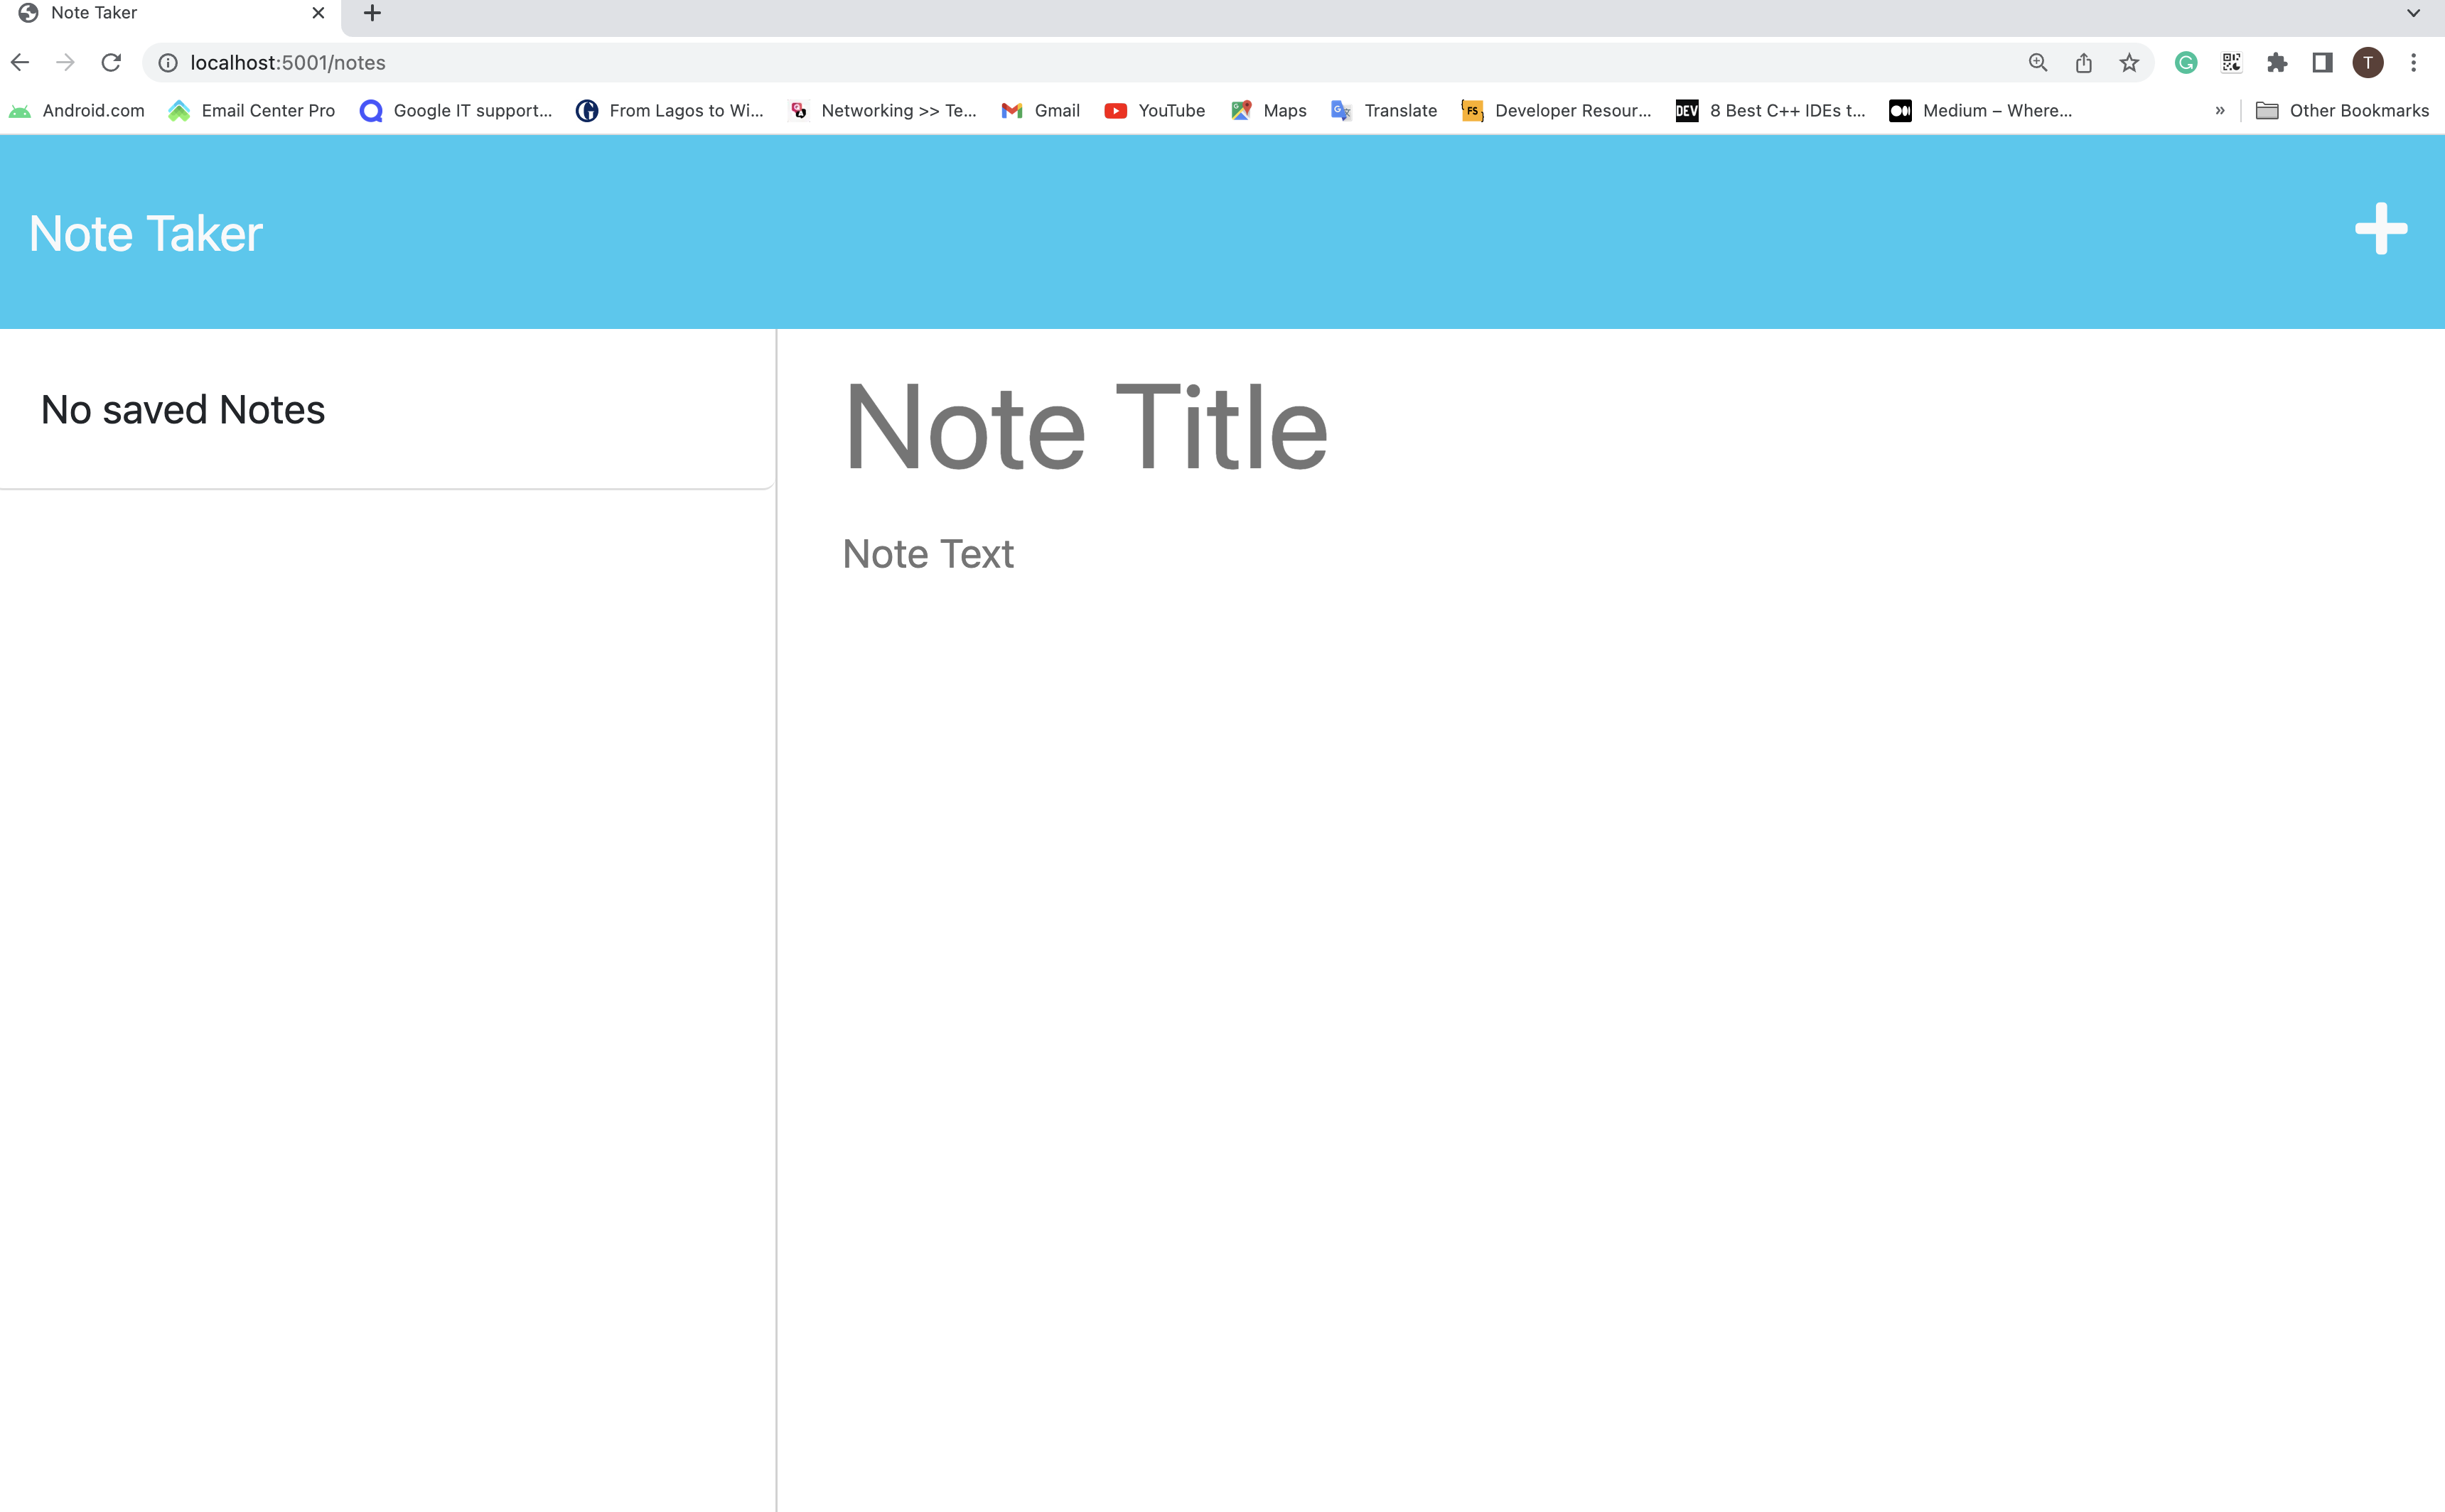 Note Taker
localhost:5001/notes
T
Android.com Email Center Pro Google IT support... From Lagos to Wi... Networking >> Te... Gmail YouTube Maps Translate FS Developer Resour... DEV 8 Best C++ IDEs t... Medium – Where... » Other Bookmarks
Note Taker
No saved Notes
Note Title
Note Text